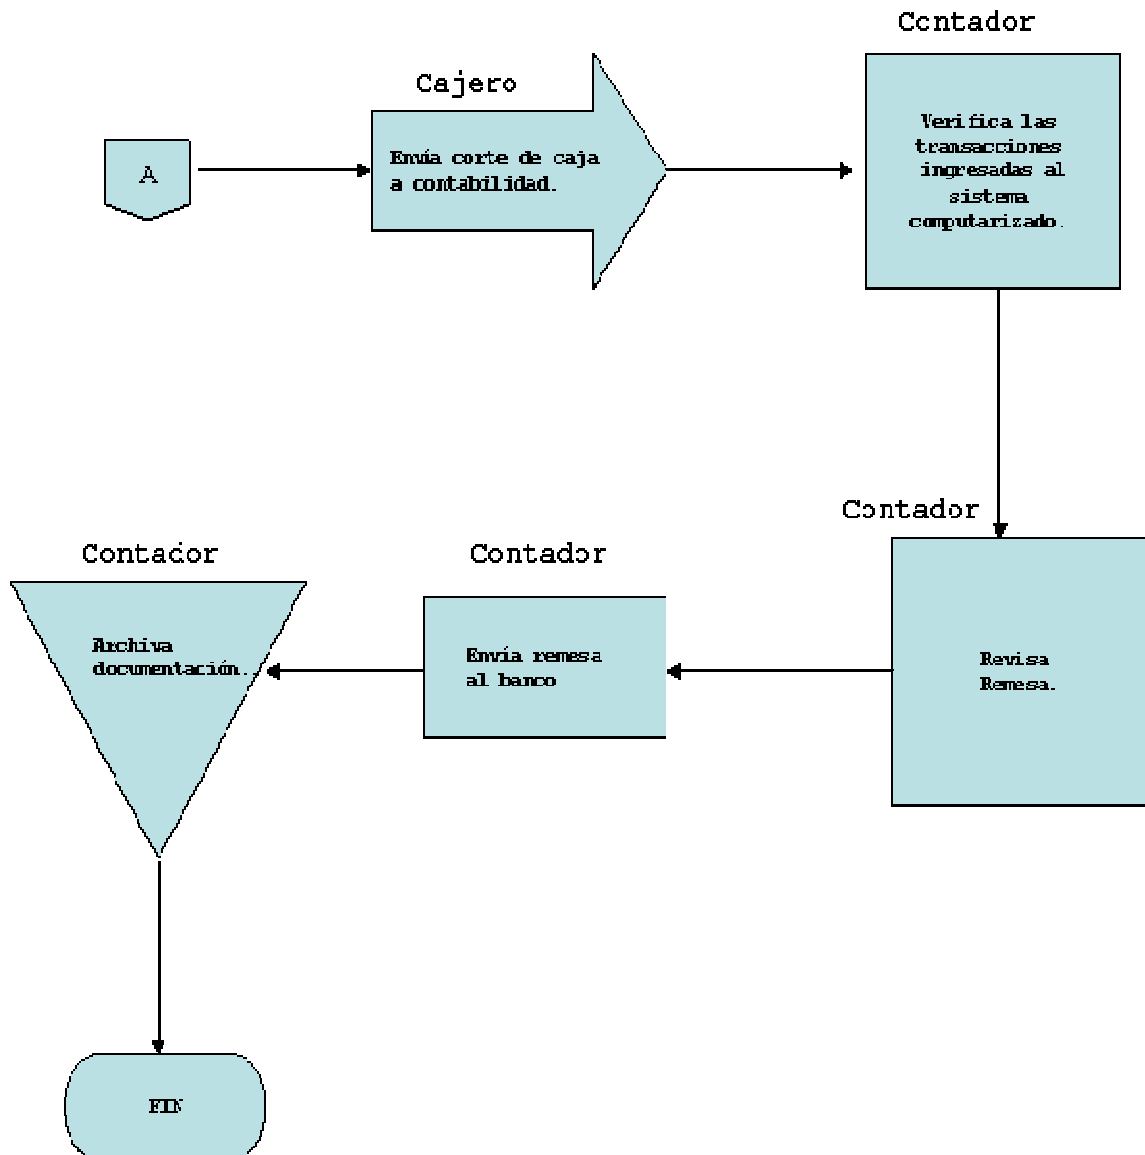 Contador
Cajero
Verifica las
transacciones
ingresadas al
sistema
computarizado.
Envía corte de caja
a contabilidad.
A
Contador
Contador
Contador
Archiva
documentación..
Envía remesa
al banco
Revisa
Remesa.
FIN